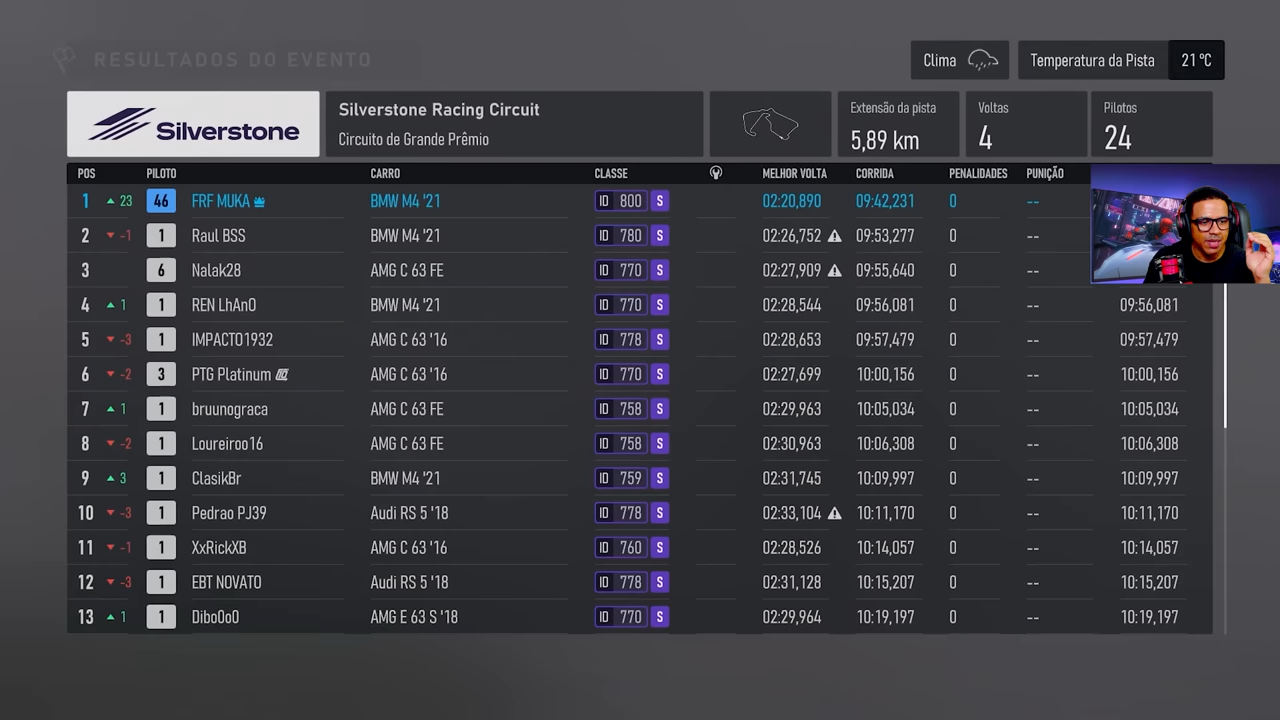 RESULTADOS DO EVENTO
Clima
Temperatura da Pista 21 °C
Silverstone
Silverstone Racing Circuit
Circuito de Grande Prêmio
Extensão da pista
5,89 km
Voltas
4
Pilotos
24
POS PILOTO CARRO CLASSE MELHOR VOLTA CORRIDA PENALIDADES PUNIÇÃO
1 23 46 FRF MUKA BMW M4 '21 ID 800 S 02:20,890 09:42,231 0 --
2 -1 1 Raul BSS BMW M4 '21 ID 780 S 02:26,752 09:53,277 0 --
3 6 Nalak28 AMG C 63 FE ID 770 S 02:27,909 09:55,640 0 --
4 1 1 REN LhAn0 BMW M4 '21 ID 770 S 02:28,544 09:56,081 0 -- 09:56,081
5 -3 1 IMPACTO1932 AMG C 63 '16 ID 778 S 02:28,653 09:57,479 0 -- 09:57,479
6 -2 3 PTG Platinum AMG C 63 '16 ID 770 S 02:27,699 10:00,156 0 -- 10:00,156
7 1 1 bruunograca AMG C 63 FE ID 758 S 02:29,963 10:05,034 0 -- 10:05,034
8 -2 1 Loureiroo16 AMG C 63 FE ID 758 S 02:30,963 10:06,308 0 -- 10:06,308
9 3 1 ClasikBr BMW M4 '21 ID 759 S 02:31,745 10:09,997 0 -- 10:09,997
10 -3 1 Pedrao PJ39 Audi RS 5 '18 ID 778 S 02:33,104 10:11,170 0 -- 10:11,170
11 -1 1 XxRickXB AMG C 63 '16 ID 760 S 02:28,526 10:14,057 0 -- 10:14,057
12 -3 1 EBT NOVATO Audi RS 5 '18 ID 778 S 02:31,128 10:15,207 0 -- 10:15,207
13 1 1 Dibo0o0 AMG E 63 S '18 ID 770 S 02:29,964 10:19,197 0 -- 10:19,197